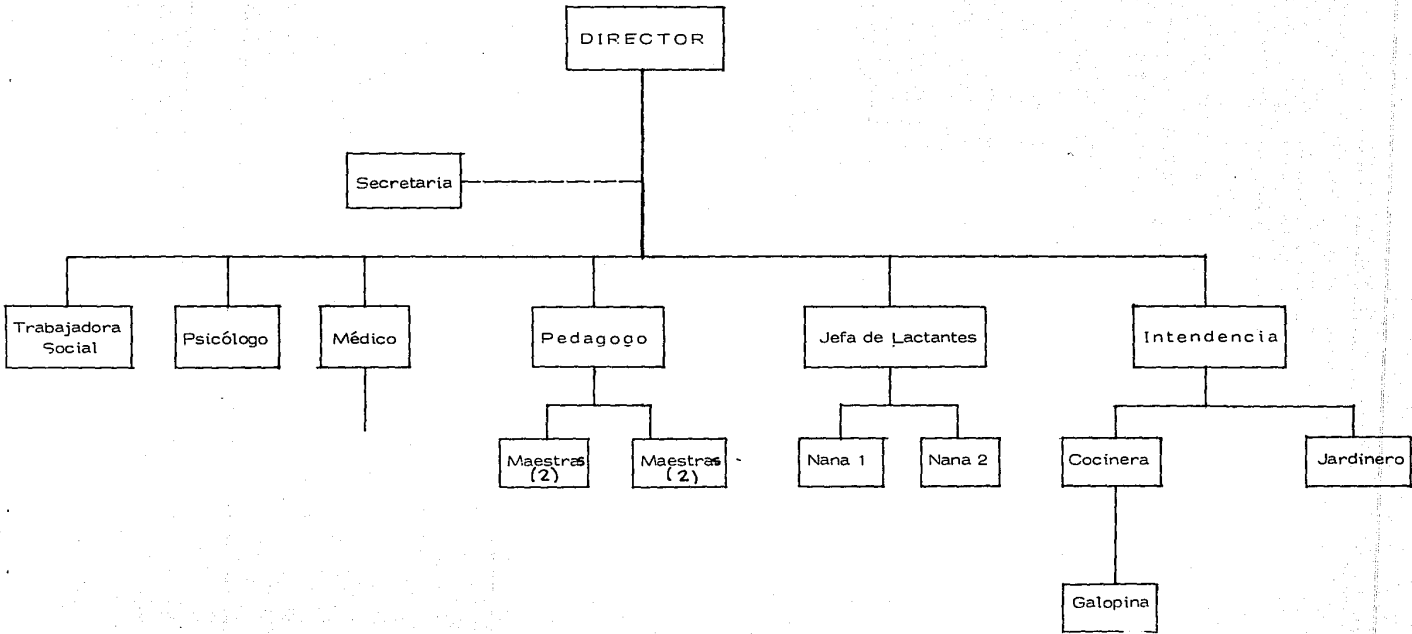 DIRECTOR
Secretaria
Trabajadora
Social
Psicólogo
Médico
Pedagogo
Jefa de Lactantes
Intendencia
Maestras
(2)
Maestras
(2)
Nana 1
Nana 2
Cocinera
Jardinero
Galopina